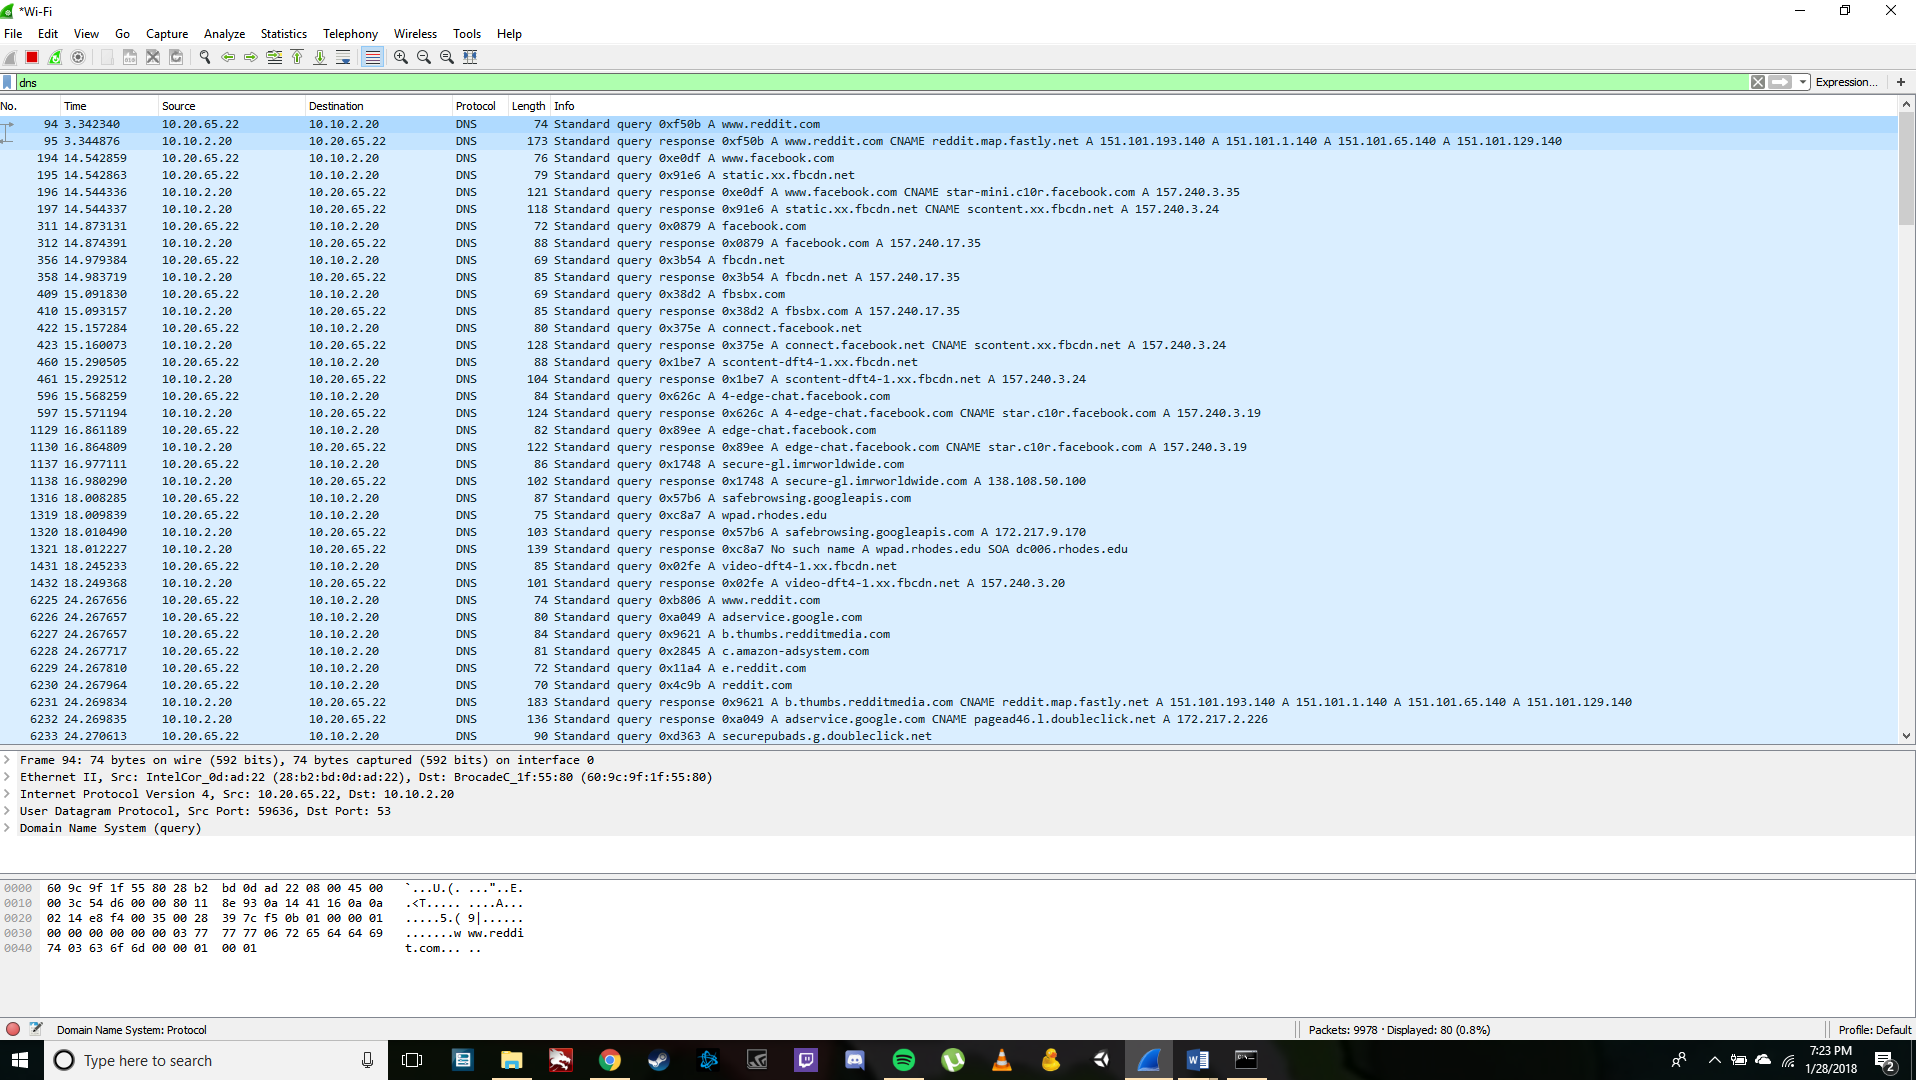 *Wi-Fi
File Edit View Go Capture Analyze Statistics Telephony Wireless Tools Help
dns Expression... +
No. Time Source Destination Protocol Length Info
94 3.342340 10.20.65.22 10.10.2.20 DNS 74 Standard query 0xf50b A www.reddit.com
95 3.344876 10.10.2.20 10.20.65.22 DNS 173 Standard query response 0xf50b A www.reddit.com CNAME reddit.map.fastly.net A 151.101.193.140 A 151.101.1.140 A 151.101.65.140 A 151.101.129.140
194 14.542859 10.20.65.22 10.10.2.20 DNS 76 Standard query 0xe0df A www.facebook.com
195 14.542863 10.20.65.22 10.10.2.20 DNS 79 Standard query 0x91e6 A static.xx.fbcdn.net
196 14.544336 10.10.2.20 10.20.65.22 DNS 121 Standard query response 0xe0df A www.facebook.com CNAME star-mini.c10r.facebook.com A 157.240.3.35
197 14.544337 10.10.2.20 10.20.65.22 DNS 118 Standard query response 0x91e6 A static.xx.fbcdn.net CNAME scontent.xx.fbcdn.net A 157.240.3.24
311 14.873131 10.20.65.22 10.10.2.20 DNS 72 Standard query 0x0879 A facebook.com
312 14.874391 10.10.2.20 10.20.65.22 DNS 88 Standard query response 0x0879 A facebook.com A 157.240.17.35
356 14.979384 10.20.65.22 10.10.2.20 DNS 69 Standard query 0x3b54 A fbcdn.net
358 14.983719 10.10.2.20 10.20.65.22 DNS 85 Standard query response 0x3b54 A fbcdn.net A 157.240.17.35
409 15.091830 10.20.65.22 10.10.2.20 DNS 69 Standard query 0x38d2 A fbsbx.com
410 15.093157 10.10.2.20 10.20.65.22 DNS 85 Standard query response 0x38d2 A fbsbx.com A 157.240.17.35
422 15.157284 10.20.65.22 10.10.2.20 DNS 80 Standard query 0x375e A connect.facebook.net
423 15.160073 10.10.2.20 10.20.65.22 DNS 128 Standard query response 0x375e A connect.facebook.net CNAME scontent.xx.fbcdn.net A 157.240.3.24
460 15.290505 10.20.65.22 10.10.2.20 DNS 88 Standard query 0x1be7 A scontent-dft4-1.xx.fbcdn.net
461 15.292512 10.10.2.20 10.20.65.22 DNS 104 Standard query response 0x1be7 A scontent-dft4-1.xx.fbcdn.net A 157.240.3.24
596 15.568259 10.20.65.22 10.10.2.20 DNS 84 Standard query 0x626c A 4-edge-chat.facebook.com
597 15.571194 10.10.2.20 10.20.65.22 DNS 124 Standard query response 0x626c A 4-edge-chat.facebook.com CNAME star.c10r.facebook.com A 157.240.3.19
1129 16.861189 10.20.65.22 10.10.2.20 DNS 82 Standard query 0x89ee A edge-chat.facebook.com
1130 16.864809 10.10.2.20 10.20.65.22 DNS 122 Standard query response 0x89ee A edge-chat.facebook.com CNAME star.c10r.facebook.com A 157.240.3.19
1137 16.977111 10.20.65.22 10.10.2.20 DNS 86 Standard query 0x1748 A secure-gl.imrworldwide.com
1138 16.980290 10.10.2.20 10.20.65.22 DNS 102 Standard query response 0x1748 A secure-gl.imrworldwide.com A 138.108.50.100
1316 18.008285 10.20.65.22 10.10.2.20 DNS 87 Standard query 0x57b6 A safebrowsing.googleapis.com
1319 18.009839 10.20.65.22 10.10.2.20 DNS 75 Standard query 0xc8a7 A wpad.rhodes.edu
1320 18.010490 10.10.2.20 10.20.65.22 DNS 103 Standard query response 0x57b6 A safebrowsing.googleapis.com A 172.217.9.170
1321 18.012227 10.10.2.20 10.20.65.22 DNS 139 Standard query response 0xc8a7 No such name A wpad.rhodes.edu SOA dc006.rhodes.edu
1431 18.245233 10.20.65.22 10.10.2.20 DNS 85 Standard query 0x02fe A video-dft4-1.xx.fbcdn.net
1432 18.249368 10.10.2.20 10.20.65.22 DNS 101 Standard query response 0x02fe A video-dft4-1.xx.fbcdn.net A 157.240.3.20
6225 24.267656 10.20.65.22 10.10.2.20 DNS 74 Standard query 0xb806 A www.reddit.com
6226 24.267657 10.20.65.22 10.10.2.20 DNS 80 Standard query 0xa049 A adservice.google.com
6227 24.267657 10.20.65.22 10.10.2.20 DNS 84 Standard query 0x9621 A b.thumbs.redditmedia.com
6228 24.267717 10.20.65.22 10.10.2.20 DNS 81 Standard query 0x2845 A c.amazon-adsystem.com
6229 24.267810 10.20.65.22 10.10.2.20 DNS 72 Standard query 0x11a4 A e.reddit.com
6230 24.267964 10.20.65.22 10.10.2.20 DNS 70 Standard query 0x4c9b A reddit.com
6231 24.269834 10.10.2.20 10.20.65.22 DNS 183 Standard query response 0x9621 A b.thumbs.redditmedia.com CNAME reddit.map.fastly.net A 151.101.193.140 A 151.101.1.140 A 151.101.65.140 A 151.101.129.140
6232 24.269835 10.10.2.20 10.20.65.22 DNS 136 Standard query response 0xa049 A adservice.google.com CNAME pagead46.l.doubleclick.net A 172.217.2.226
6233 24.270613 10.20.65.22 10.10.2.20 DNS 90 Standard query 0xd363 A securepubads.g.doubleclick.net
Frame 94: 74 bytes on wire (592 bits), 74 bytes captured (592 bits) on interface 0
Ethernet II, Src: IntelCor_0d:ad:22 (28:b2:bd:0d:ad:22), Dst: BrocadeC_1f:55:80 (60:9c:9f:1f:55:80)
Internet Protocol Version 4, Src: 10.20.65.22, Dst: 10.10.2.20
User Datagram Protocol, Src Port: 59636, Dst Port: 53
Domain Name System (query)
0000 60 9c 9f 1f 55 80 28 b2 bd 0d ad 22 08 00 45 00 `...U.(. ..."..E.
0010 00 3c 54 d6 00 00 80 11 8e 93 0a 14 41 16 0a 0a .<T..... ....A...
0020 02 14 e8 f4 00 35 00 28 39 7c f5 0b 01 00 00 01 .....5.( 9|......
0030 00 00 00 00 00 00 03 77 77 77 06 72 65 64 64 69 .......w ww.reddi
0040 74 03 63 6f 6d 00 00 01 00 01 t.com... ..
Domain Name System: Protocol Packets: 9978 · Displayed: 80 (0.8%) Profile: Default
Type here to search
7:23 PM
1/28/2018
2